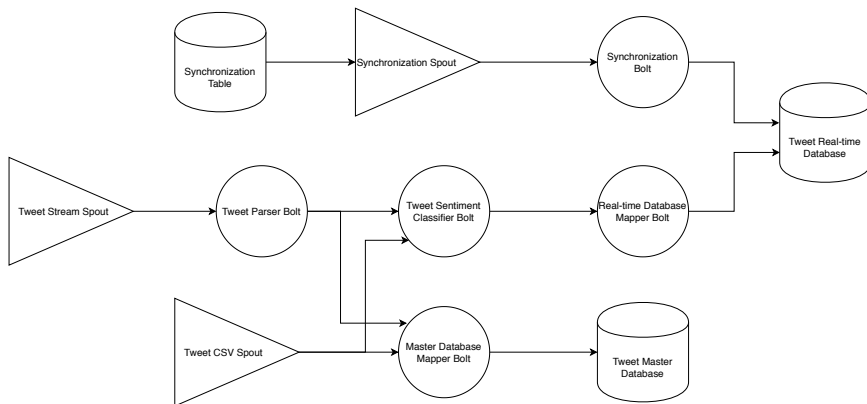 Synchronization
Table
Synchronization Spout
Synchronization
Bolt
Tweet Real-time
Database
Tweet Stream Spout
Tweet Parser Bolt
Tweet Sentiment
Classifier Bolt
Real-time Database
Mapper Bolt
Tweet CSV Spout
Master Database
Mapper Bolt
Tweet Master
Database